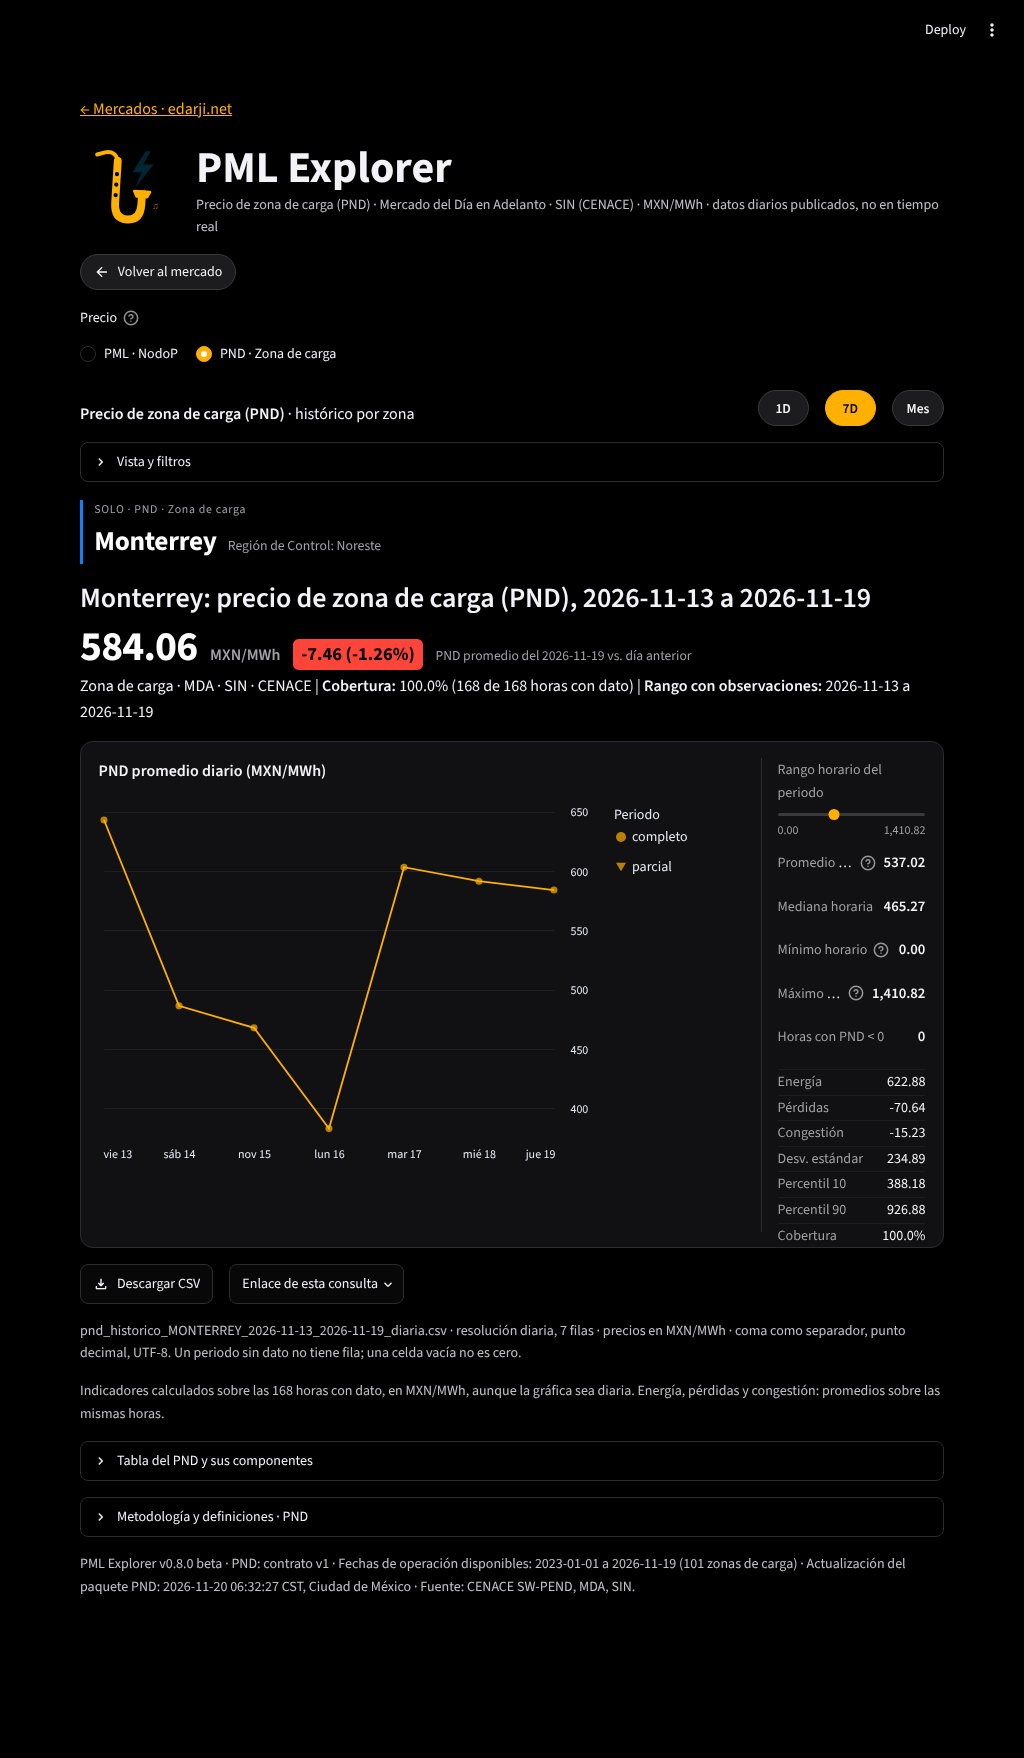 Deploy
← Mercados · edarji.net
PML Explorer
Precio de zona de carga (PND) · Mercado del Día en Adelanto · SIN (CENACE) · MXN/MWh · datos diarios publicados, no en tiempo
real
Volver al mercado
Precio
PML · NodoP
PND · Zona de carga
Precio de zona de carga (PND) · histórico por zona
1D
7D
Mes
Vista y filtros
SOLO · PND · Zona de carga
Monterrey Región de Control: Noreste
Monterrey: precio de zona de carga (PND), 2026-11-13 a 2026-11-19
584.06 MXN/MWh -7.46 (-1.26%) PND promedio del 2026-11-19 vs. día anterior
Zona de carga · MDA · SIN · CENACE | Cobertura: 100.0% (168 de 168 horas con dato) | Rango con observaciones: 2026-11-13 a
2026-11-19
PND promedio diario (MXN/MWh)
650
600
550
500
450
400
vie 13
sáb 14
nov 15
lun 16
mar 17
mié 18
jue 19
Periodo
completo
parcial
Rango horario del
periodo
0.00 1,410.82
Promedio ... 537.02
Mediana horaria 465.27
Mínimo horario 0.00
Máximo ... 1,410.82
Horas con PND < 0 0
Energía 622.88
Pérdidas -70.64
Congestión -15.23
Desv. estándar 234.89
Percentil 10 388.18
Percentil 90 926.88
Cobertura 100.0%
Descargar CSV
Enlace de esta consulta
pnd_historico_MONTERREY_2026-11-13_2026-11-19_diaria.csv · resolución diaria, 7 filas · precios en MXN/MWh · coma como separador, punto
decimal, UTF-8. Un periodo sin dato no tiene fila; una celda vacía no es cero.
Indicadores calculados sobre las 168 horas con dato, en MXN/MWh, aunque la gráfica sea diaria. Energía, pérdidas y congestión: promedios sobre las
mismas horas.
Tabla del PND y sus componentes
Metodología y definiciones · PND
PML Explorer v0.8.0 beta · PND: contrato v1 · Fechas de operación disponibles: 2023-01-01 a 2026-11-19 (101 zonas de carga) · Actualización del
paquete PND: 2026-11-20 06:32:27 CST, Ciudad de México · Fuente: CENACE SW-PEND, MDA, SIN.